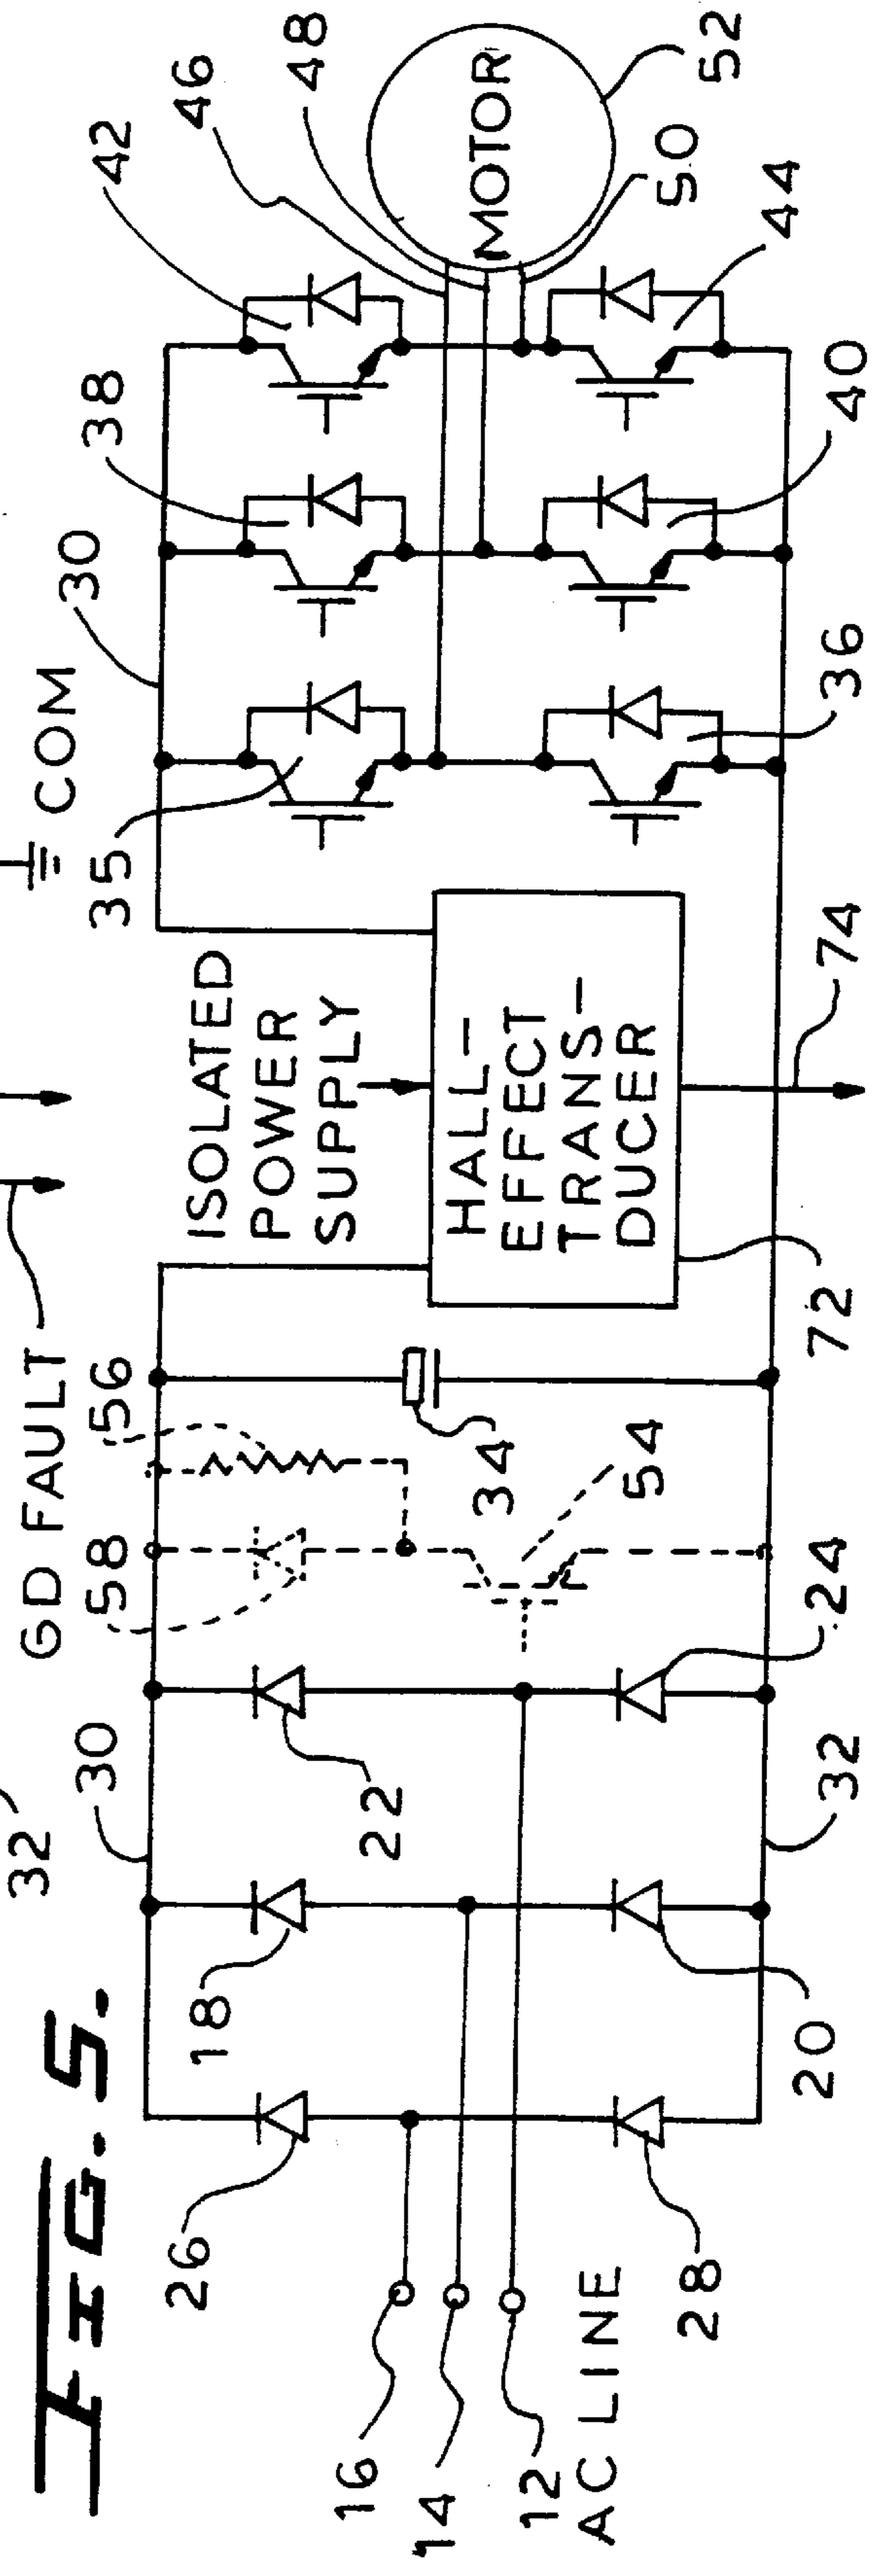 FIG. 5.
32
GD FAULT
COM
30
58
56
35
30
38
42
46
48
26
18
22
ISOLATED
POWER
SUPPLY
HALL-
EFFECT
TRANS-
DUCER
MOTOR
52
50
44
16
14
12
AC LINE
34
54
28
20
32
24
72
74
36
40